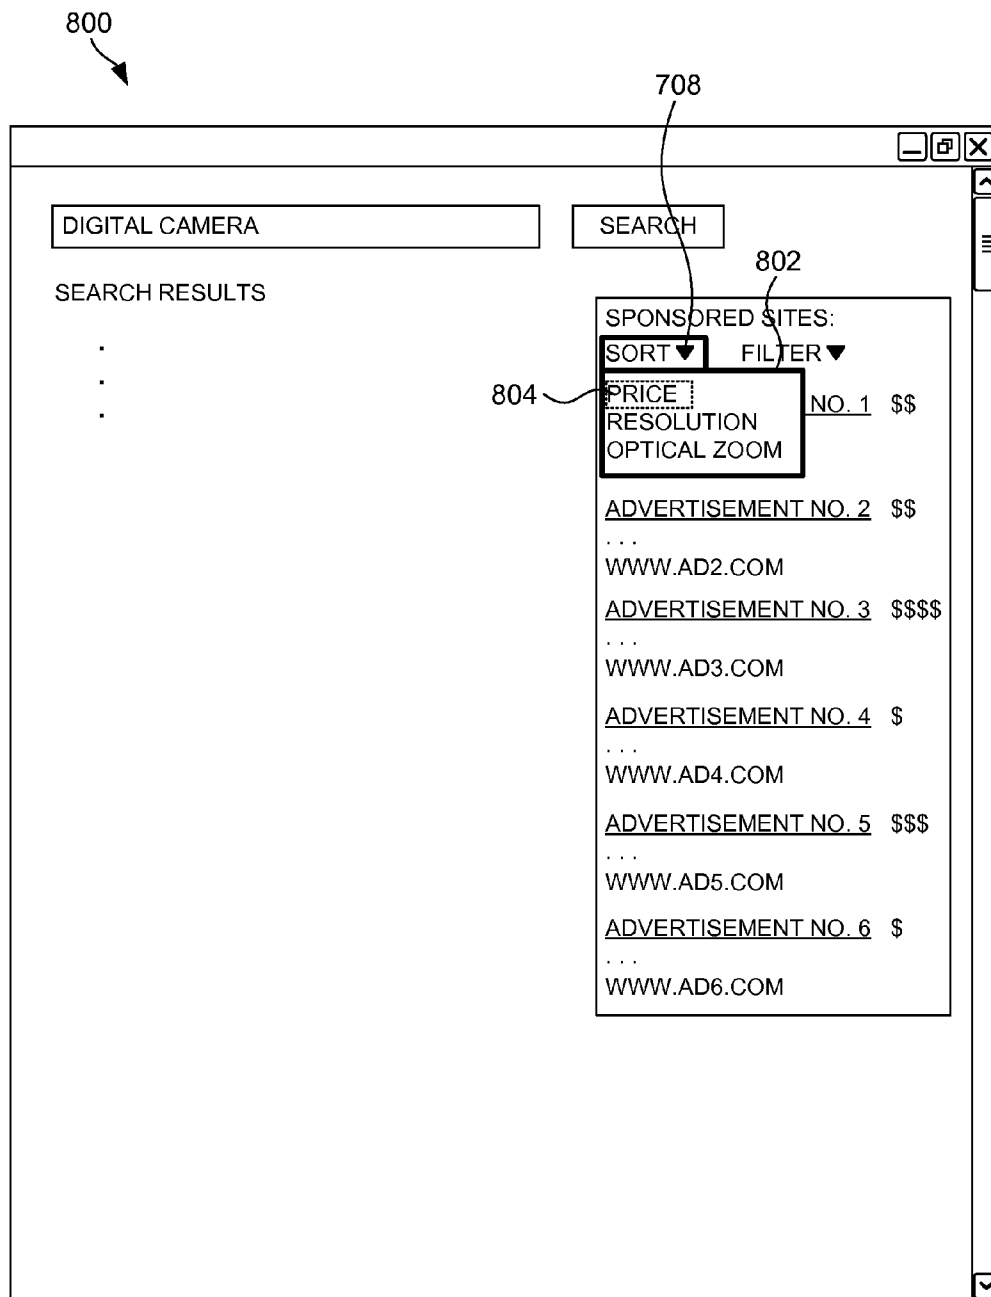 800
708
DIGITAL CAMERA
SEARCH
802
SEARCH RESULTS
SPONSORED SITES:
SORT ▼ FILTER ▼
804
PRICE
NO. 1 $$
RESOLUTION
OPTICAL ZOOM
ADVERTISEMENT NO. 2 $$
. . .
WWW.AD2.COM
ADVERTISEMENT NO. 3 $$$$
. . .
WWW.AD3.COM
ADVERTISEMENT NO. 4 $
. . .
WWW.AD4.COM
ADVERTISEMENT NO. 5 $$$
. . .
WWW.AD5.COM
ADVERTISEMENT NO. 6 $
. . .
WWW.AD6.COM